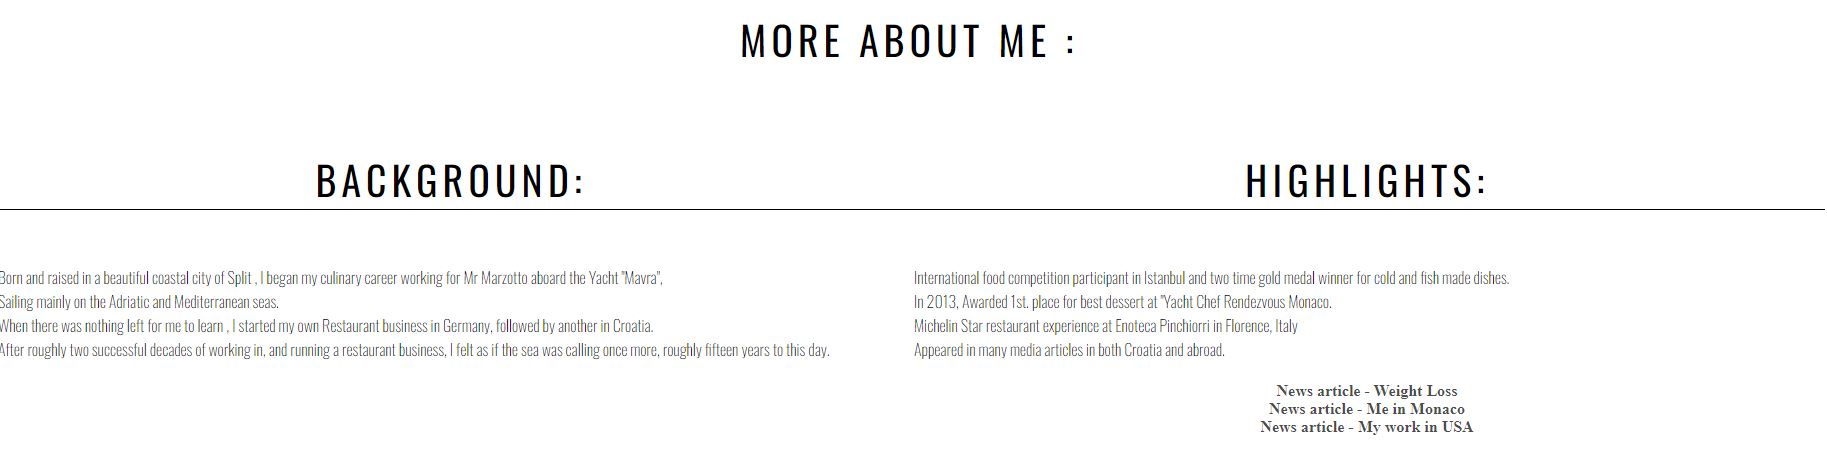 MORE ABOUT ME :
BACKGROUND:
Born and raised in a beautiful coastal city of Split , I began my culinary career working for Mr Marzotto aboard the Yacht "Mavra",
Sailing mainly on the Adriatic and Mediterranean seas.
When there was nothing left for me to learn , I started my own Restaurant business in Germany, followed by another in Croatia.
After roughly two successful decades of working in, and running a restaurant business, I felt as if the sea was calling once more, roughly fifteen years to this day.
HIGHLIGHTS:
International food competition participant in Istanbul and two time gold medal winner for cold and fish made dishes.
In 2013, Awarded 1st. place for best dessert at "Yacht Chef Rendezvous Monaco.
Michelin Star restaurant experience at Enoteca Pinchiorri in Florence, Italy
Appeared in many media articles in both Croatia and abroad.
News article - Weight Loss
News article - Me in Monaco
News article - My work in USA